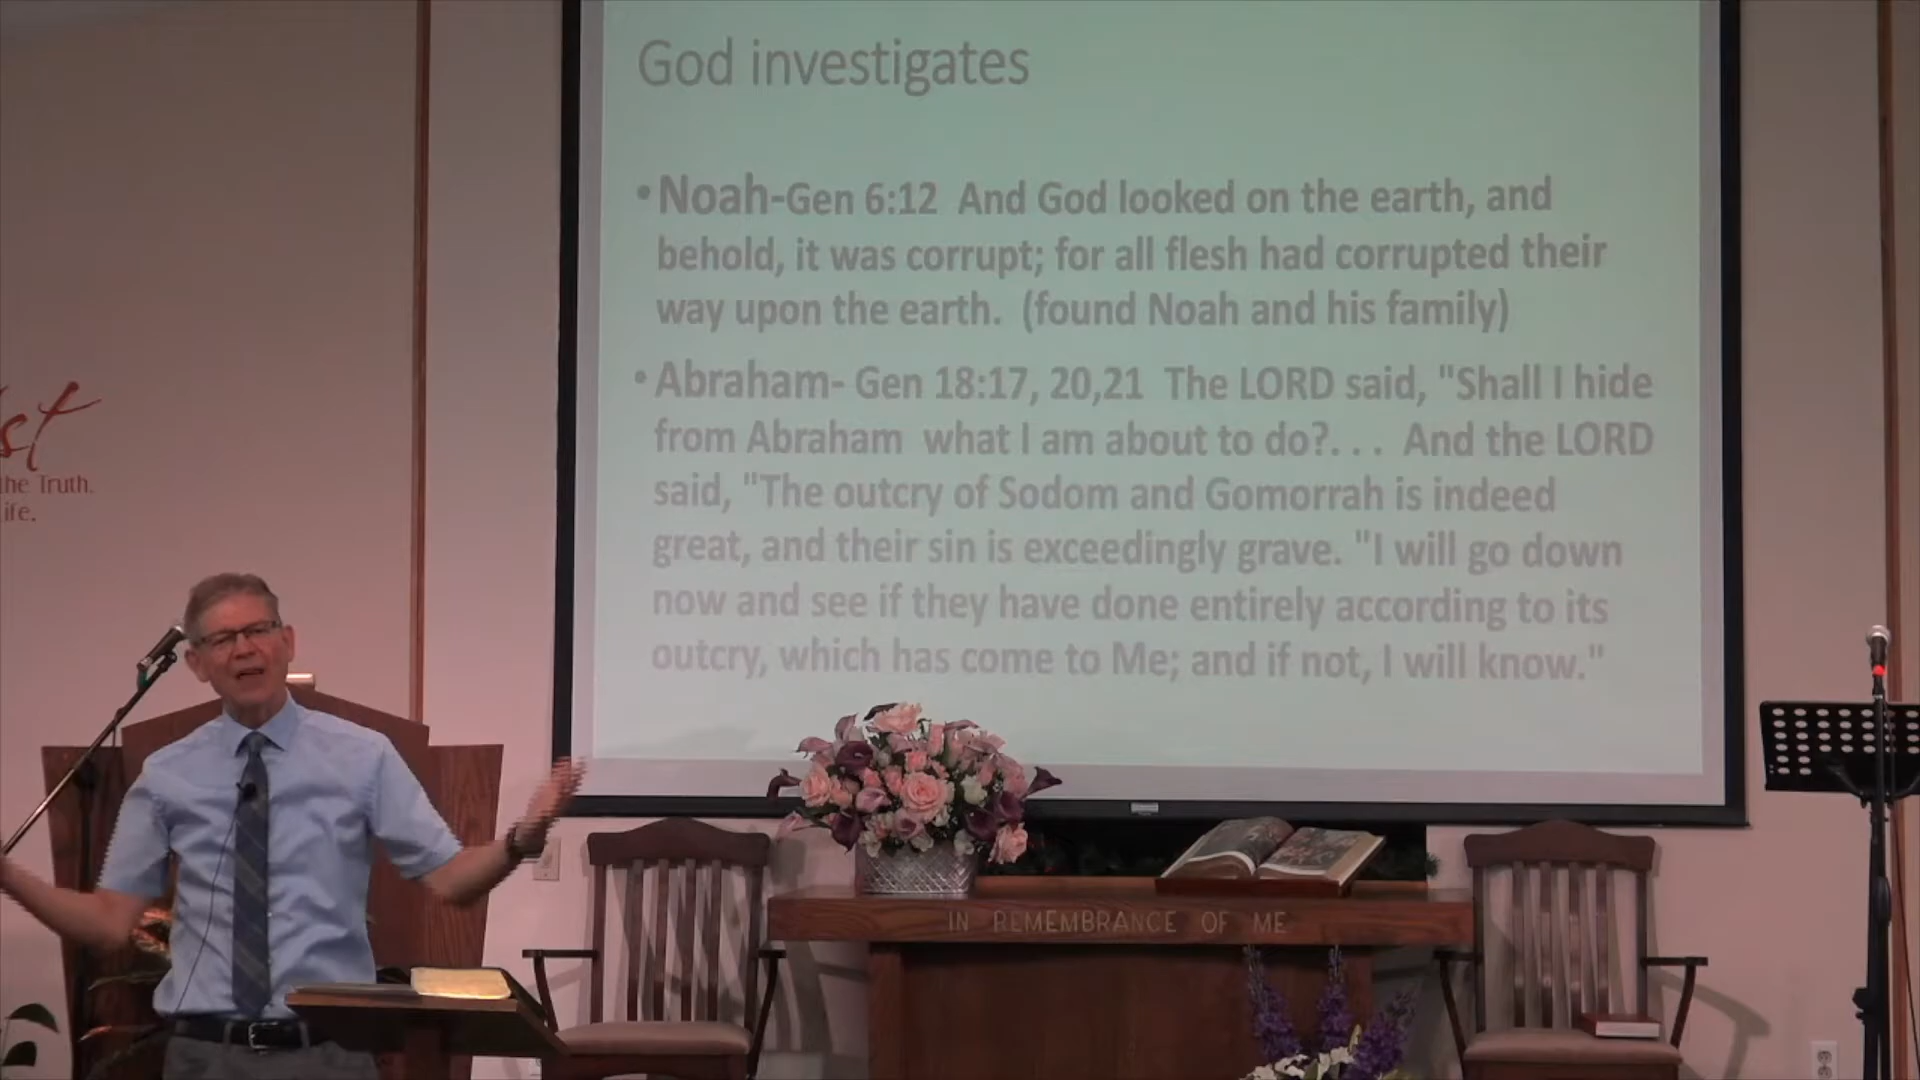 God investigates
•Noah-Gen 6:12 And God looked on the earth, and
behold, it was corrupt; for all flesh had corrupted their
way upon the earth. (found Noah and his family)
•Abraham- Gen 18:17, 20,21 The LORD said, "Shall I hide
from Abraham what I am about to do?. . . And the LORD
said, "The outcry of Sodom and Gomorrah is indeed
great, and their sin is exceedingly grave. "I will go down
now and see if they have done entirely according to its
outcry, which has come to Me; and if not, I will know."
st
the Truth.
ife.
IN REMEMBRANCE OF ME